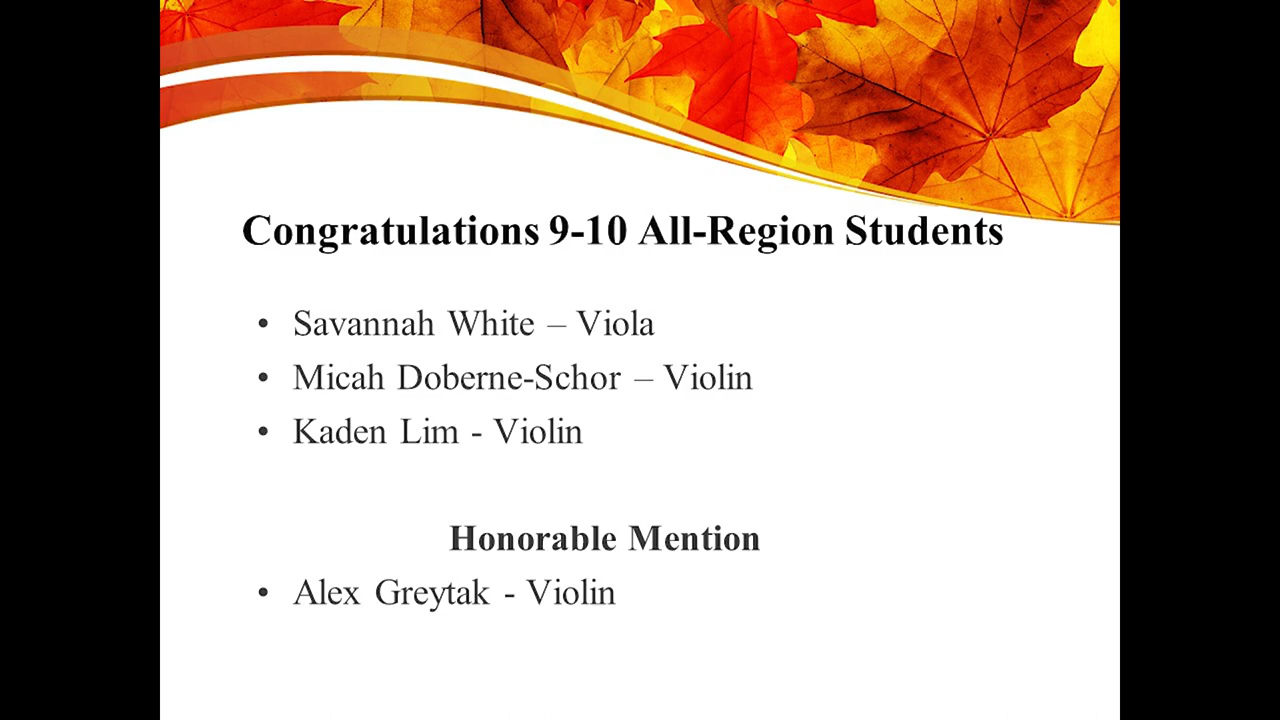 Congratulations 9-10 All-Region Students
• Savannah White – Viola
• Micah Doberne-Schor – Violin
• Kaden Lim - Violin
Honorable Mention
• Alex Greytak - Violin